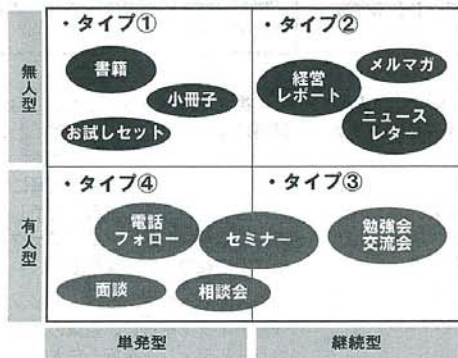 ・タイプ①
書籍
小冊子
お試しセット
・タイプ②
経営
レポート
メルマガ
ニュース
レター
無人型
・タイプ④
電話
フォロー
セミナー
面談
相談会
・タイプ③
勉強会
交流会
有人型
単発型
継続型